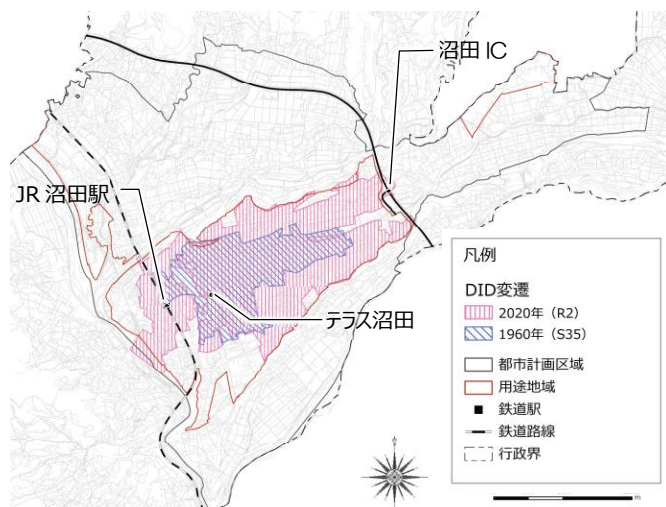 沼田 IC
JR 沼田駅
テラス沼田
凡例
DID変遷
2020年（R2）
1960年（S35）
都市計画区域
用途地域
鉄道駅
鉄道路線
行政界
m